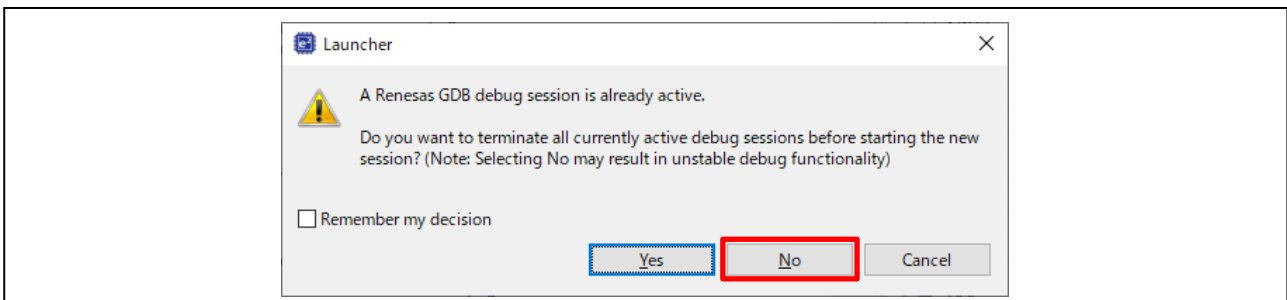 Launcher
A Renesas GDB debug session is already active.
Do you want to terminate all currently active debug sessions before starting the new
session? (Note: Selecting No may result in unstable debug functionality)
Remember my decision
Yes No Cancel